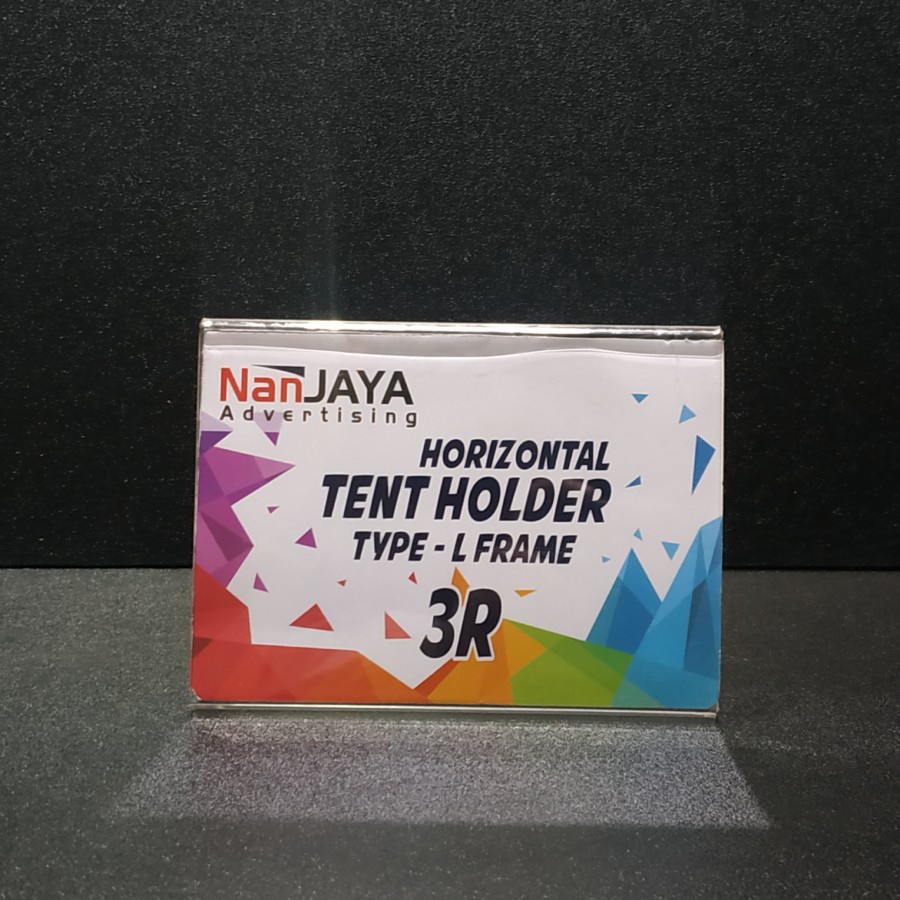 NanJAYA
Advertising
HORIZONTAL
TENT HOLDER
TYPE - L FRAME
3R